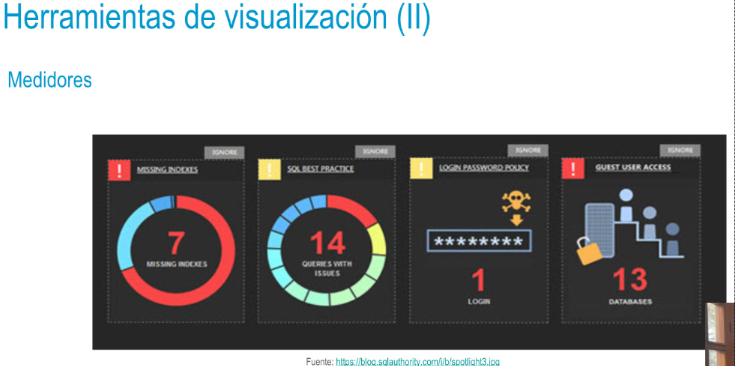 Herramientas de visualización (II)
Medidores
IGNORE
IGNORE
IGNORE
IGNORE
! MISSING INDEXES
! SQL BEST PRACTICE
! LOGIN PASSWORD POLICY
! GUEST USER ACCESS
7
MISSING INDEXES
14
QUERIES WITH
ISSUES
********
1
LOGIN
13
DATABASES
Fuente: https://blog.sqlauthority.com/i/b/spotlight3.jpg